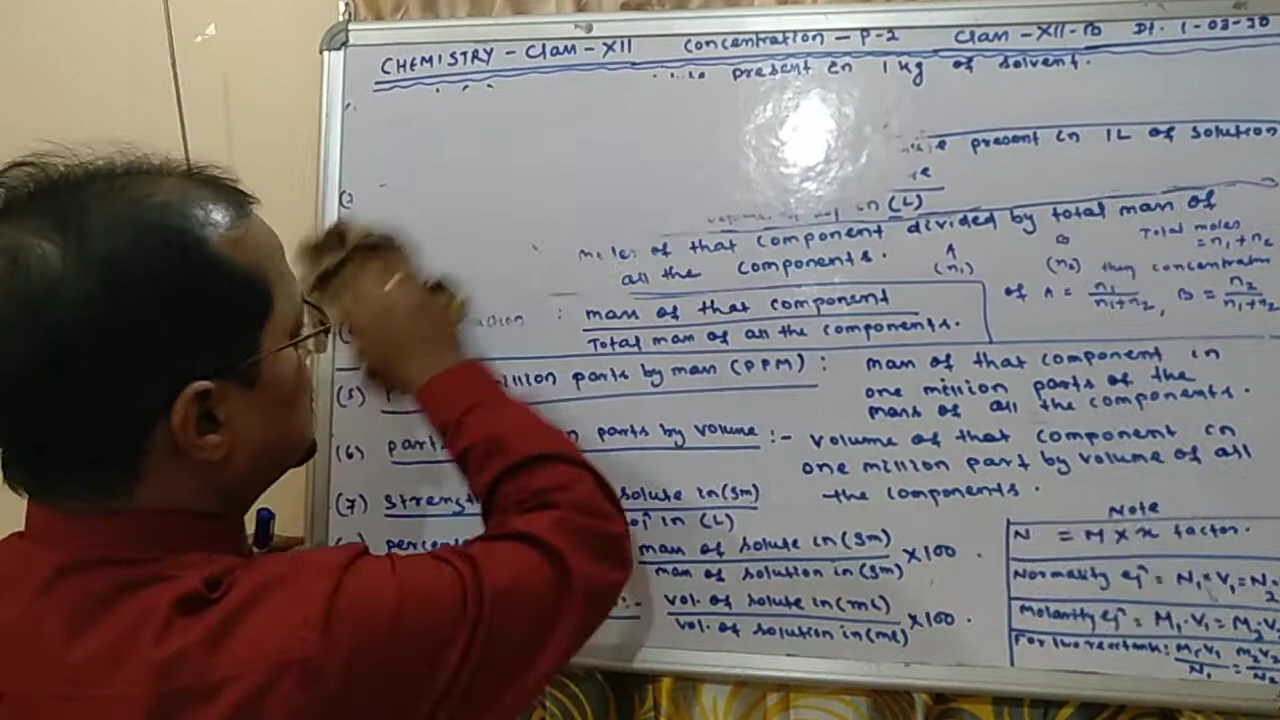 CHEMISTRY - Class - XII Concentration - P-2 Class - XII-B Dt. 1-03-20
present in 1 kg of solvent.
present in 1L of solution
in (L)
moles of that component divided by total mass of
all the components.
A (n1) B (n2) Total moles = n1+n2
then concentration
of A = n1/n1+n2, B = n2/n1+n2
: mass of that component
Total mass of all the components.
(5) million parts by mass (PPM) : mass of that component in
one million parts of the
mass of all the components.
(6) parts parts by volume :- volume of that component in
one million part by volume of all
the components.
(7) Strength solute in (gm)
in (L)
mass of solute in (gm)
mass of solution in (gm) ×100.
:- vol. of solute in (ml)
vol. of solution in (ml) ×100.
Note
N = M × x factor.
Normality eqn = N1×V1=N2
Molarity eqn = M1.V1 = M2.V
For two reactants: M1V1/N1 = M2V2/N2